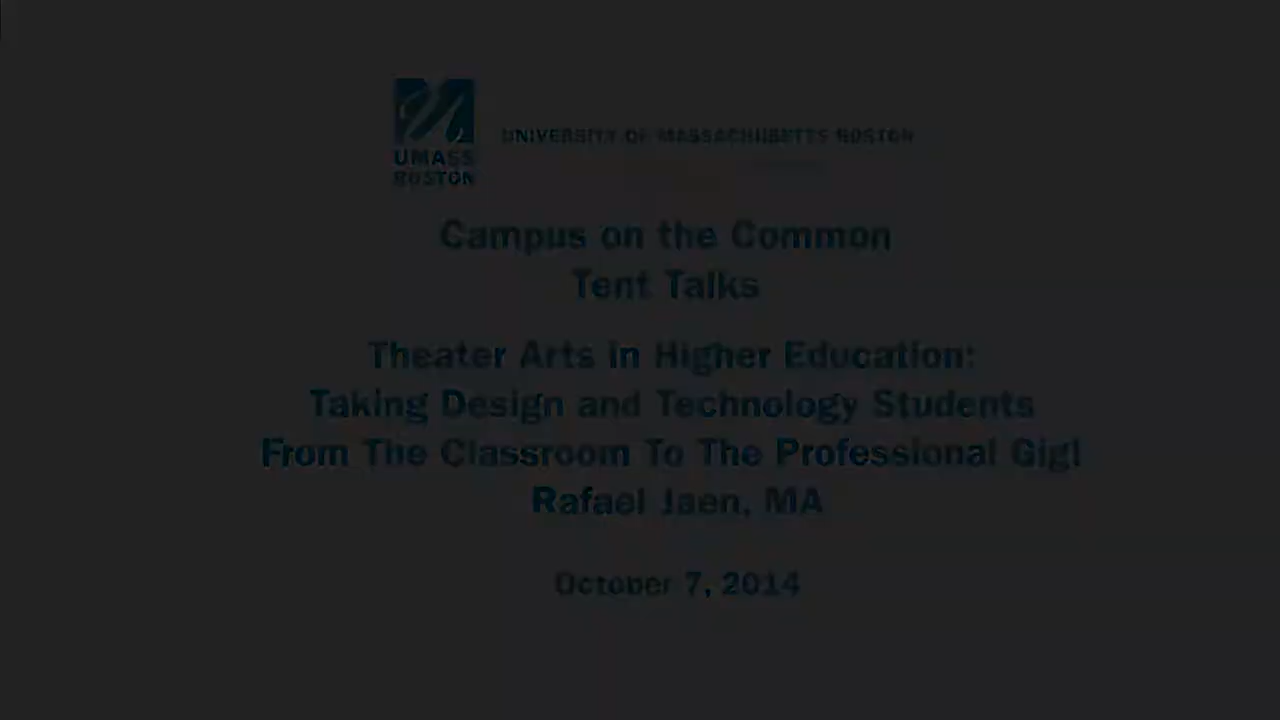 UMASS
BOSTON
UNIVERSITY OF MASSACHUSETTS BOSTON
Campus on the Common
Tent Talks
Theater Arts in Higher Education:
Taking Design and Technology Students
From The Classroom To The Professional Gig!
Rafael Jaen, MA
October 7, 2014